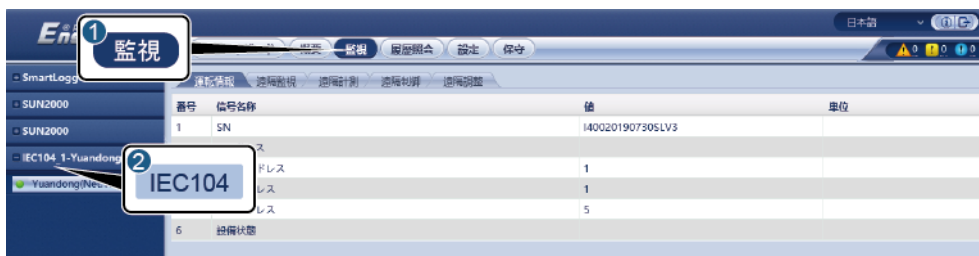 日本語
監視 履歴照会 設定 保守
0 0 0
1
監視
SUN2000
SUN2000
IEC104_1-Yuandong
2
IEC104
運転情報 遠隔監視 遠隔計測 遠隔制御 遠隔調整
番号 信号名称 値 単位
1 SN I40020190730SLV3
ス
ドレス 1
レス 1
レス 5
6 設備状態